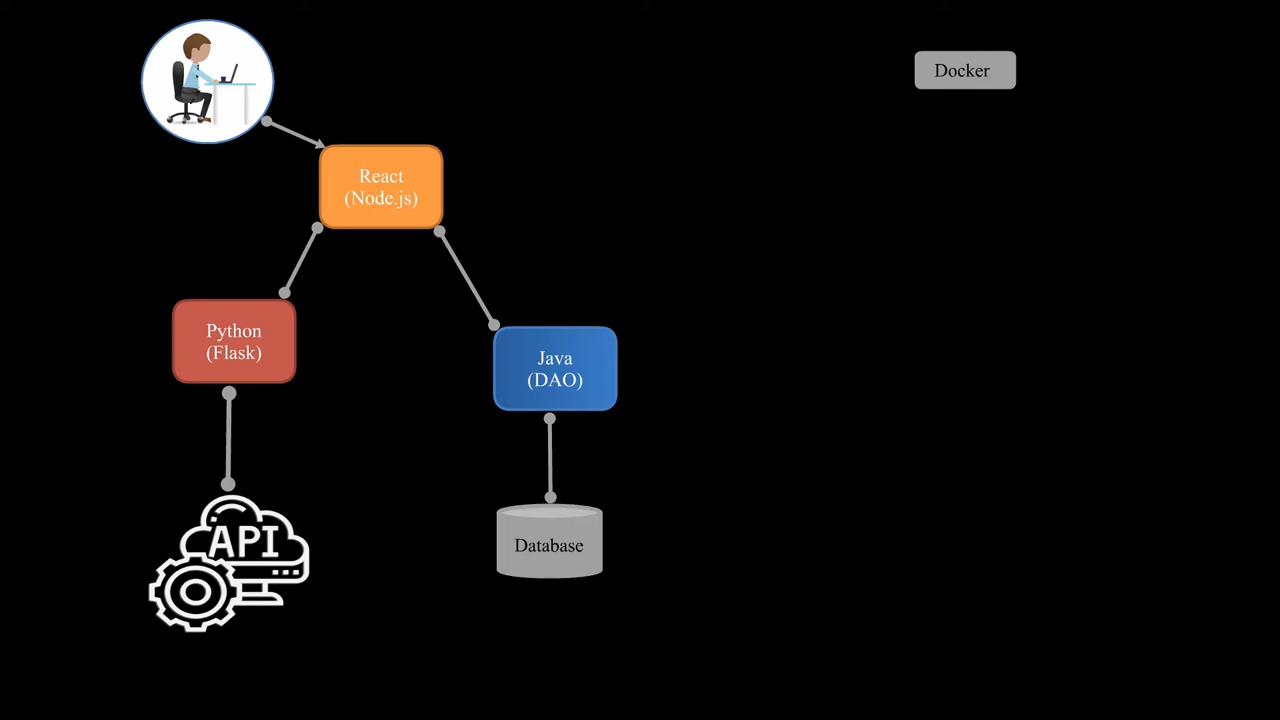 Docker
React
(Node.js)
Python
(Flask)
Java
(DAO)
API
Database